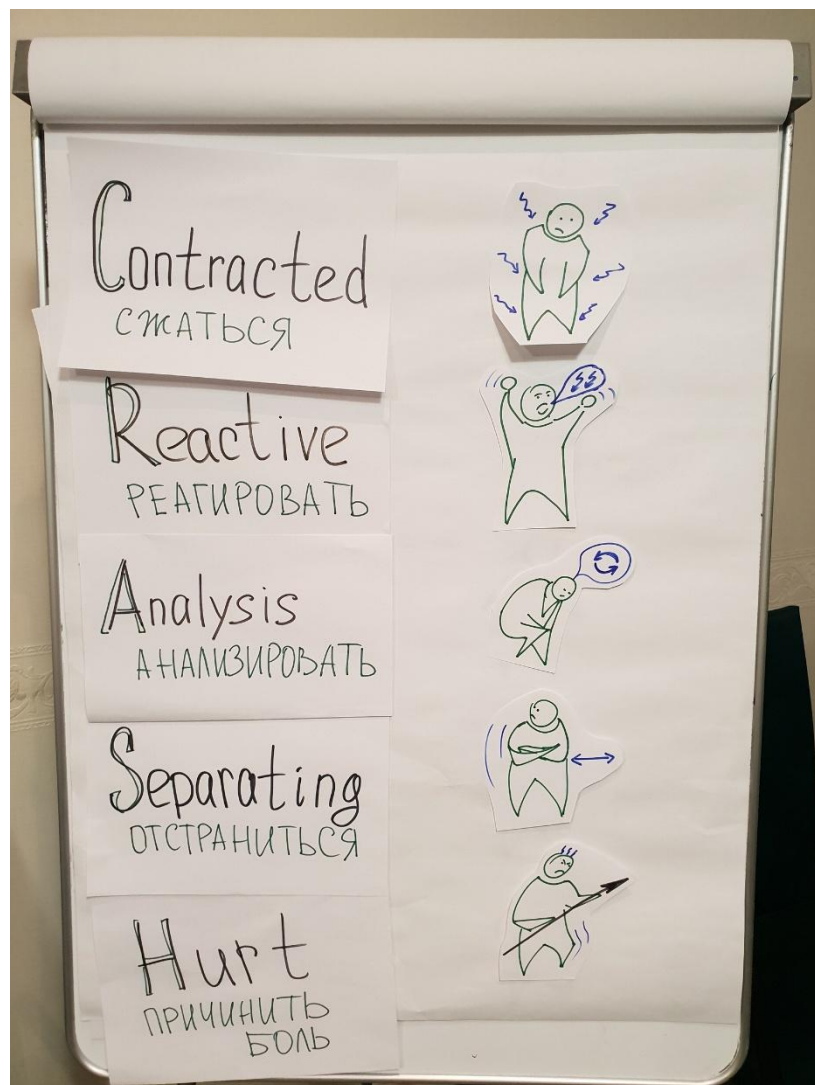 Contracted
СЖАТЬСЯ
Reactive
РЕАГИРОВАТЬ
Analysis
АНАЛИЗИРОВАТЬ
Separating
ОТСТРАНИТЬСЯ
Hurt
ПРИЧИНИТЬ
БОЛЬ